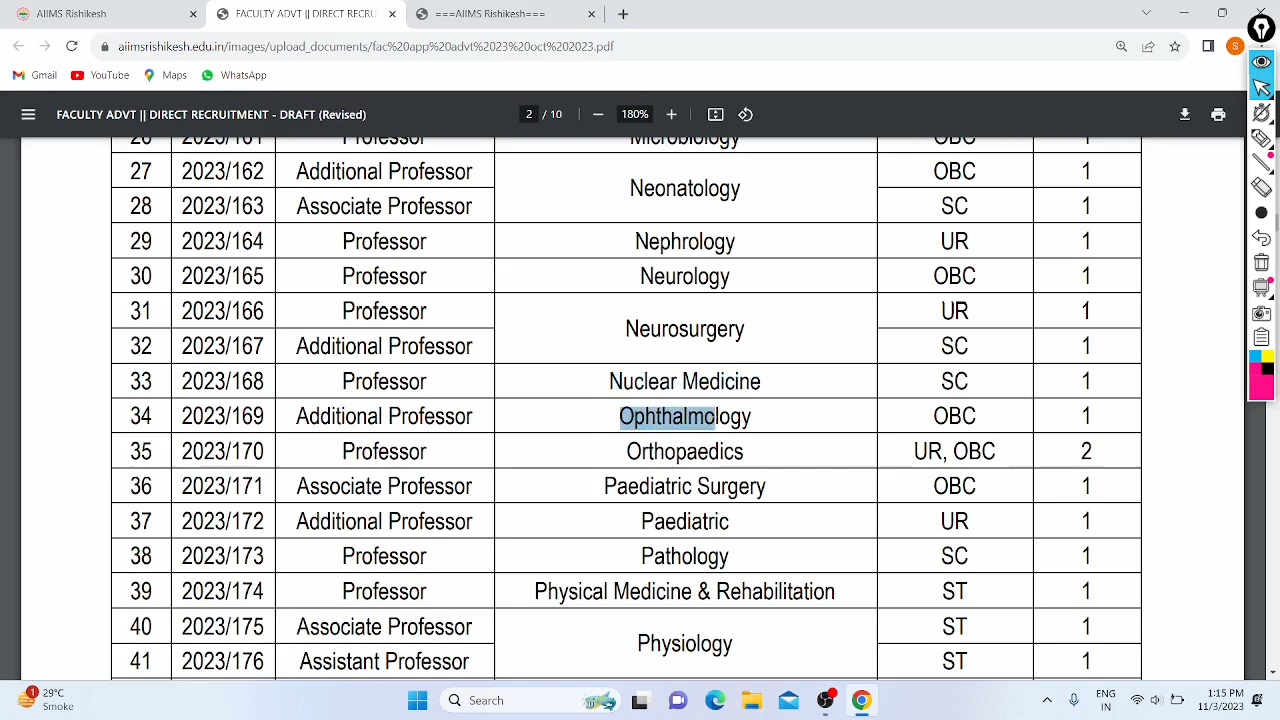 AIIMS Rishikesh
FACULTY ADVT || DIRECT RECRU
===AIIMS Rishikesh===
aiimsrishikesh.edu.in/images/upload_documents/fac%20app%20advt%2023%20oct%202023.pdf
S
Gmail YouTube Maps WhatsApp
FACULTY ADVT || DIRECT RECRUITMENT - DRAFT (Revised) 2 / 10 180%
26 2023/161 Professor Microbiology OBC 1
27 2023/162 Additional Professor Neonatology OBC 1
28 2023/163 Associate Professor SC 1
29 2023/164 Professor Nephrology UR 1
30 2023/165 Professor Neurology OBC 1
31 2023/166 Professor Neurosurgery UR 1
32 2023/167 Additional Professor SC 1
33 2023/168 Professor Nuclear Medicine SC 1
34 2023/169 Additional Professor Ophthalmology OBC 1
35 2023/170 Professor Orthopaedics UR, OBC 2
36 2023/171 Associate Professor Paediatric Surgery OBC 1
37 2023/172 Additional Professor Paediatric UR 1
38 2023/173 Professor Pathology SC 1
39 2023/174 Professor Physical Medicine & Rehabilitation ST 1
40 2023/175 Associate Professor Physiology ST 1
41 2023/176 Assistant Professor ST 1
1 29°C
Smoke
Search
ENG
IN
1:15 PM
11/3/2023